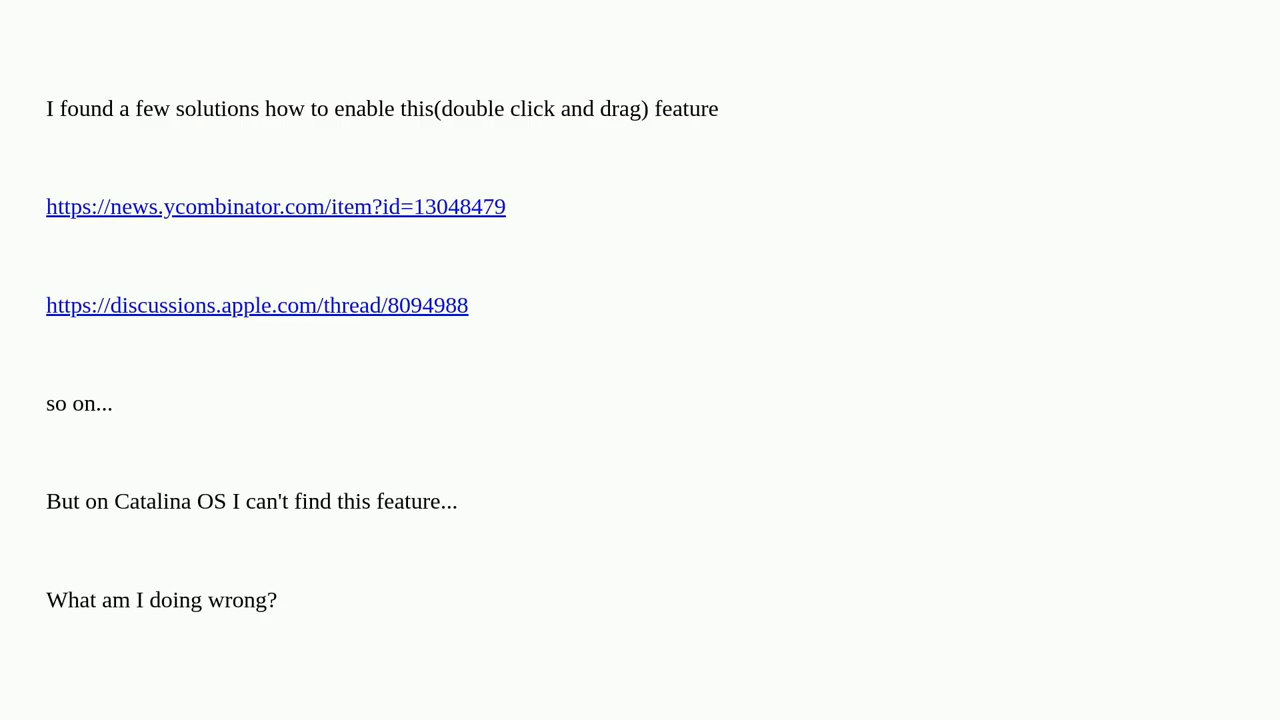 I found a few solutions how to enable this(double click and drag) feature
https://news.ycombinator.com/item?id=13048479
https://discussions.apple.com/thread/8094988
so on...
But on Catalina OS I can't find this feature...
What am I doing wrong?